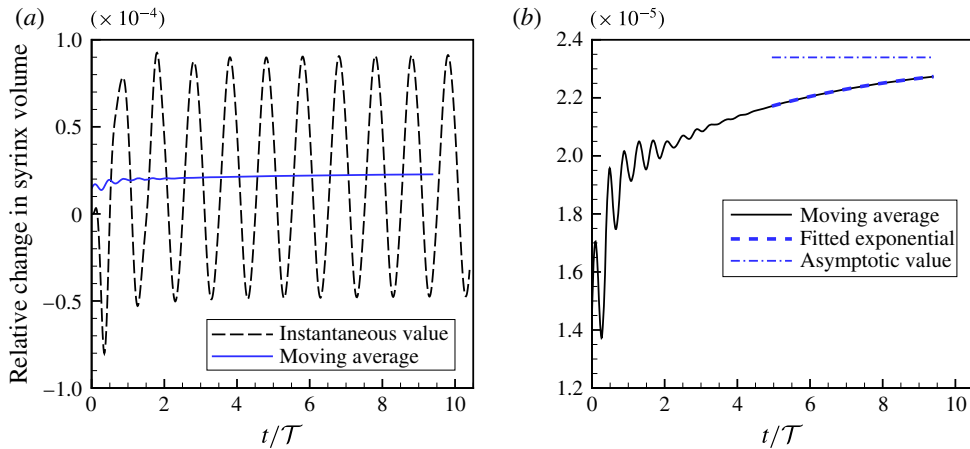 (a)
(× 10⁻⁴)
Relative change in syrinx volume
1.0
0.5
0
−0.5
−1.0
0 2 4 6 8 10
t/𝒯
Instantaneous value
Moving average
(b)
(× 10⁻⁵)
2.4
2.2
2.0
1.8
1.6
1.4
1.2
0 2 4 6 8 10
t/𝒯
Moving average
Fitted exponential
Asymptotic value